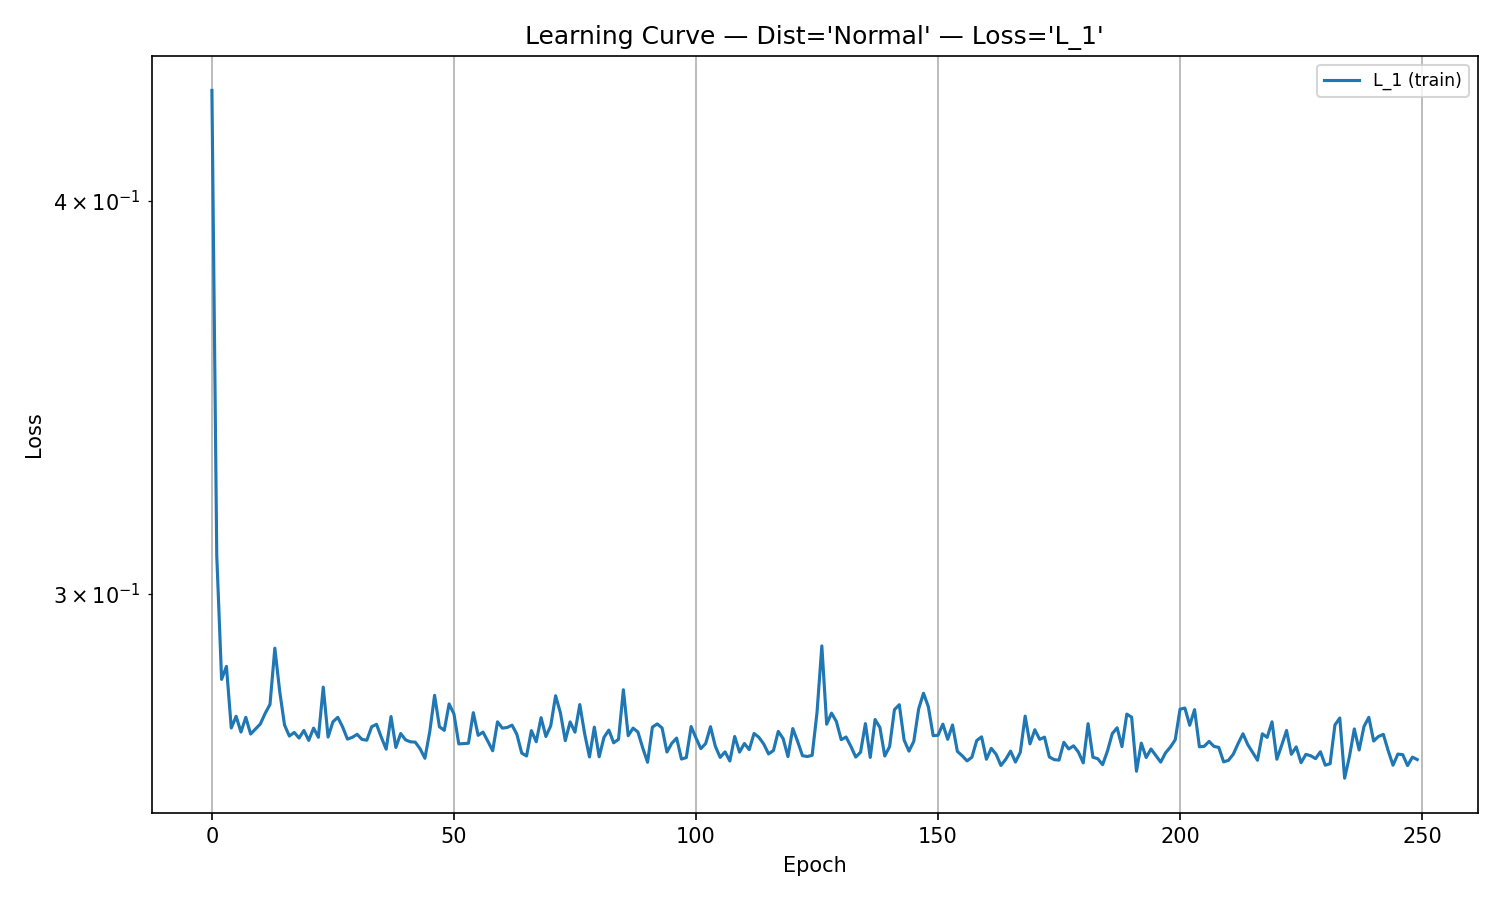 Learning Curve — Dist='Normal' — Loss='L_1'
L_1 (train)
4 × 10⁻¹
3 × 10⁻¹
Loss
0 50 100 150 200 250
Epoch